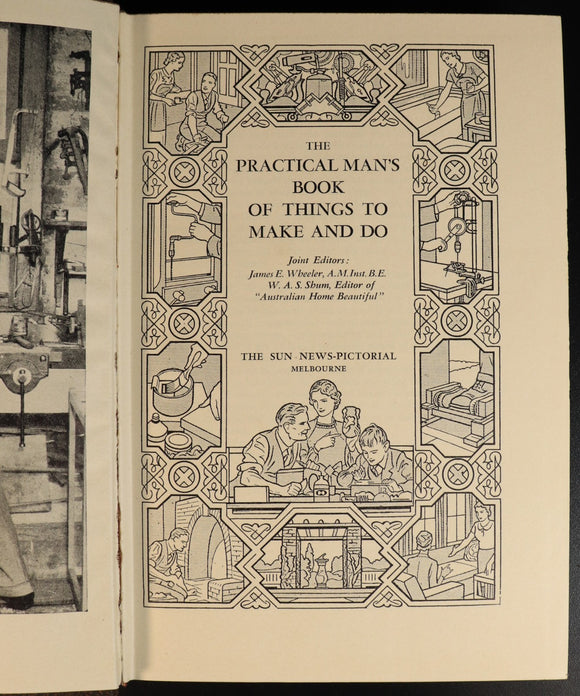 THE
PRACTICAL MAN'S
BOOK
OF THINGS TO
MAKE AND DO
Joint Editors:
James E. Wheeler, A.M.Inst.B.E.
W. A. S. Shum, Editor of
"Australian Home Beautiful"
THE SUN NEWS-PICTORIAL
MELBOURNE